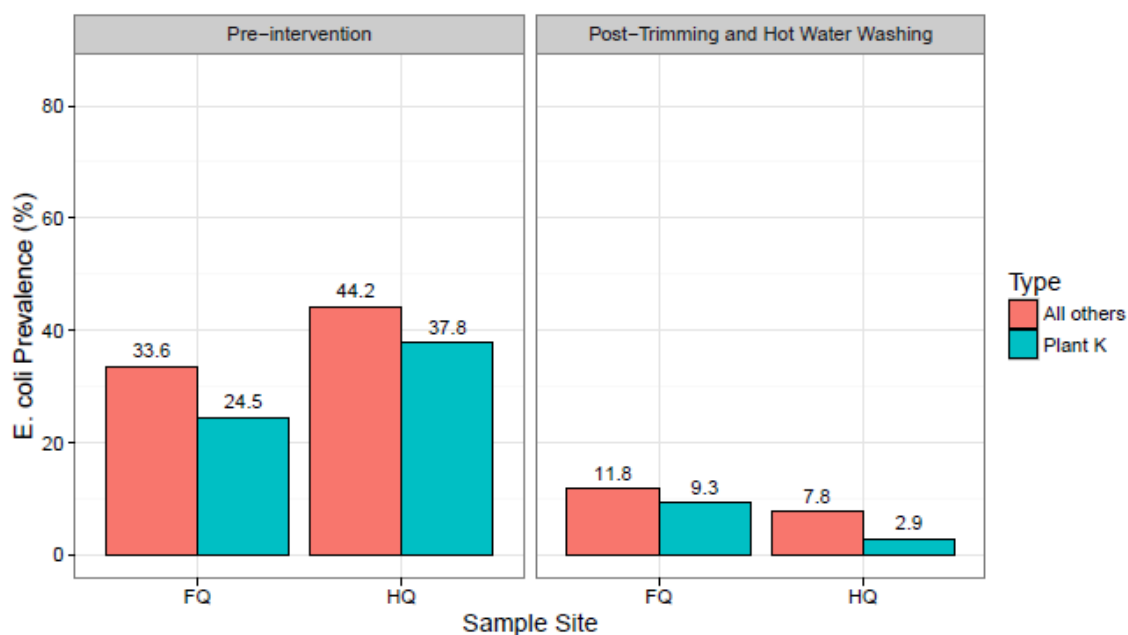 Pre-intervention
Post-Trimming and Hot Water Washing
E. coli Prevalence (%)
80
60
40
20
0
33.6
24.5
44.2
37.8
11.8
9.3
7.8
2.9
FQ
HQ
FQ
HQ
Sample Site
Type
All others
Plant K